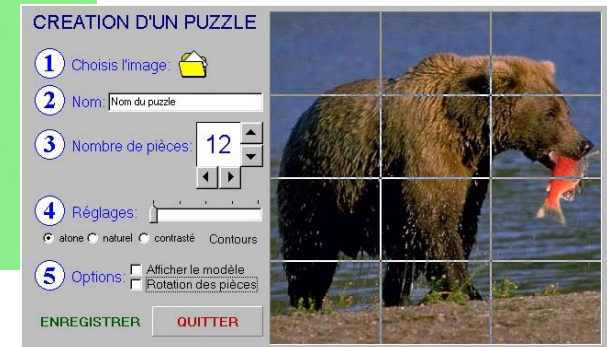 CREATION D'UN PUZZLE
1 Choisis l'image:
2 Nom: Nom du puzzle
3 Nombre de pièces: 12
4 Réglages:
atone naturel contrasté Contours
5 Options: Afficher le modèle
Rotation des pièces
ENREGISTRER QUITTER